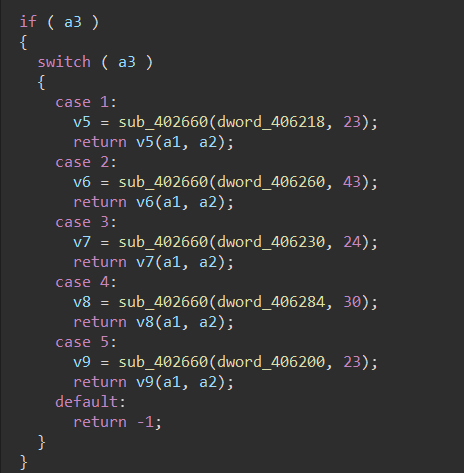 if ( a3 )
{
  switch ( a3 )
  {
    case 1:
      v5 = sub_402660(dword_406218, 23);
      return v5(a1, a2);
    case 2:
      v6 = sub_402660(dword_406260, 43);
      return v6(a1, a2);
    case 3:
      v7 = sub_402660(dword_406230, 24);
      return v7(a1, a2);
    case 4:
      v8 = sub_402660(dword_406284, 30);
      return v8(a1, a2);
    case 5:
      v9 = sub_402660(dword_406200, 23);
      return v9(a1, a2);
    default:
      return -1;
  }
}